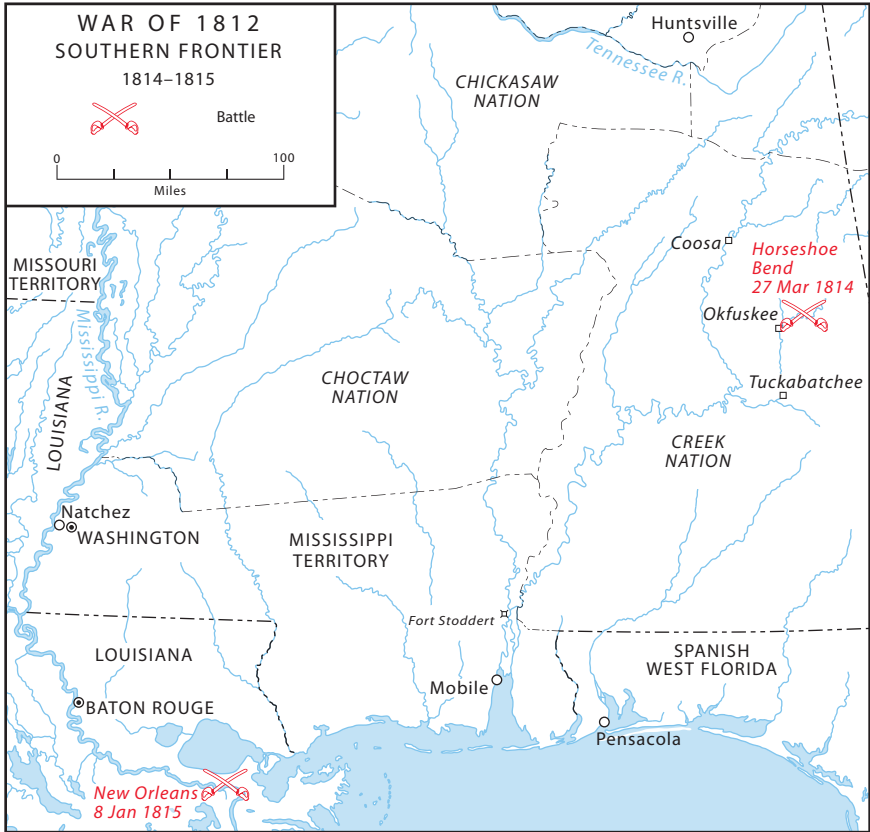 WAR OF 1812
SOUTHERN FRONTIER
1814–1815
Battle
0 100
Miles
Huntsville
Tennessee R.
CHICKASAW
NATION
Coosa
Horseshoe
Bend
27 Mar 1814
Okfuskee
Tuckabatchee
MISSOURI
TERRITORY
Mississippi R.
LOUISIANA
CHOCTAW
NATION
CREEK
NATION
Natchez
WASHINGTON
MISSISSIPPI
TERRITORY
Fort Stoddert
LOUISIANA
SPANISH
WEST FLORIDA
Mobile
BATON ROUGE
Pensacola
New Orleans
8 Jan 1815